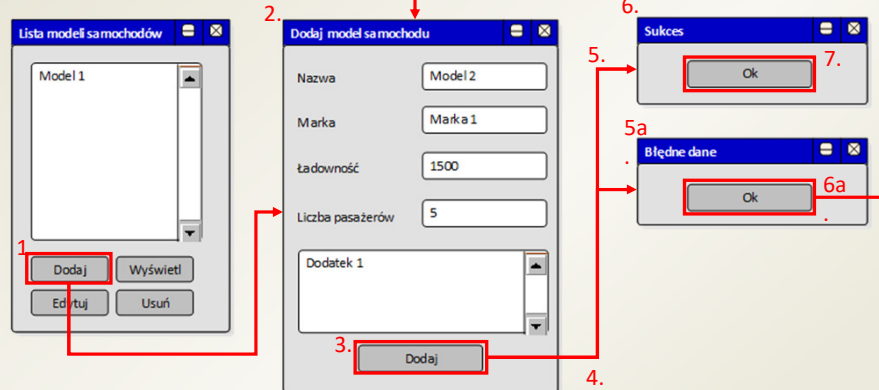 Lista modeli samochodów
Model 1
1.
Dodaj
Wyświetl
Edytuj
Usuń
2.
Dodaj model samochodu
Nazwa
Model 2
Marka
Marka 1
Ładowność
1500
Liczba pasażerów
5
Dodatek 1
3.
Dodaj
4.
5.
6.
Sukces
Ok
7.
5a
.
Błędne dane
Ok
6a
.